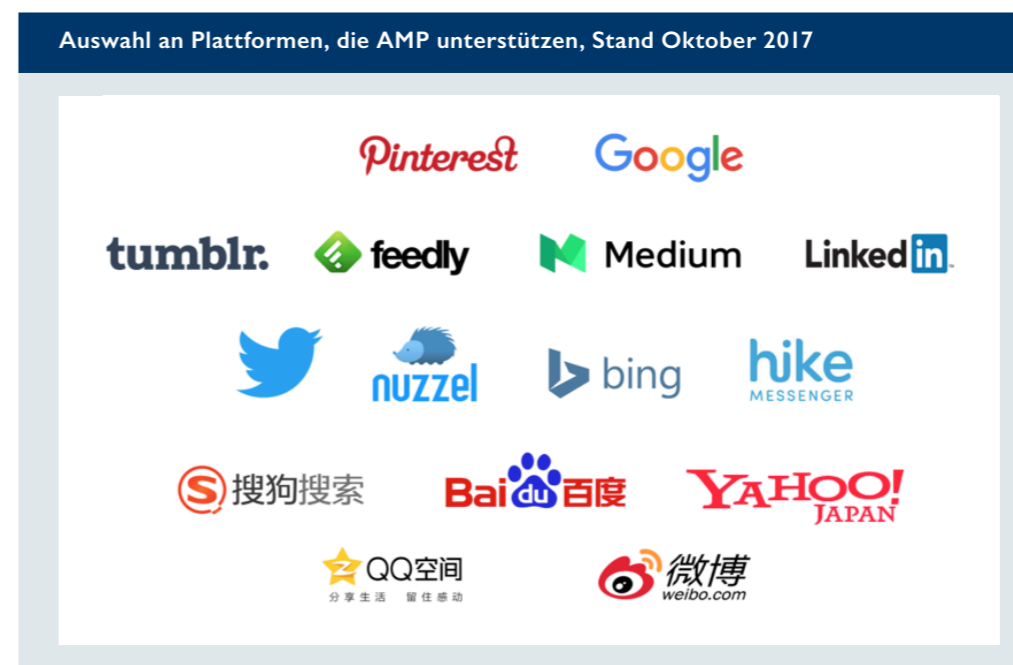 Auswahl an Plattformen, die AMP unterstützen, Stand Oktober 2017
Pinterest Google
tumblr. feedly Medium Linked in
nuzzel bing hike
MESSENGER
S 搜狗搜索 Bai du 百度 YAHOO!
JAPAN
QQ空间 微博
分享生活 留住感动 weibo.com